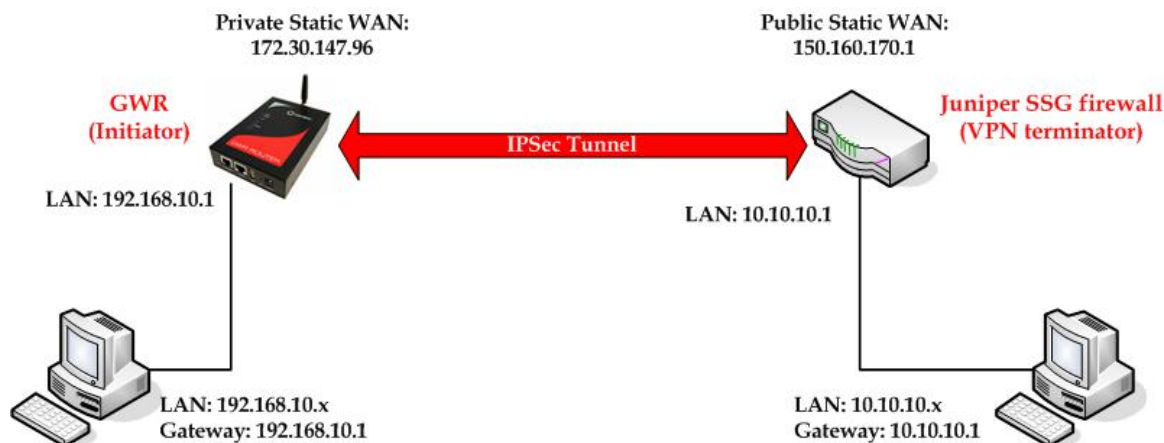 Private Static WAN:
172.30.147.96
Public Static WAN:
150.160.170.1
GWR
(Initiator)
Juniper SSG firewall
(VPN terminator)
IPSec Tunnel
LAN: 192.168.10.1
LAN: 10.10.10.1
LAN: 192.168.10.x
Gateway: 192.168.10.1
LAN: 10.10.10.x
Gateway: 10.10.10.1